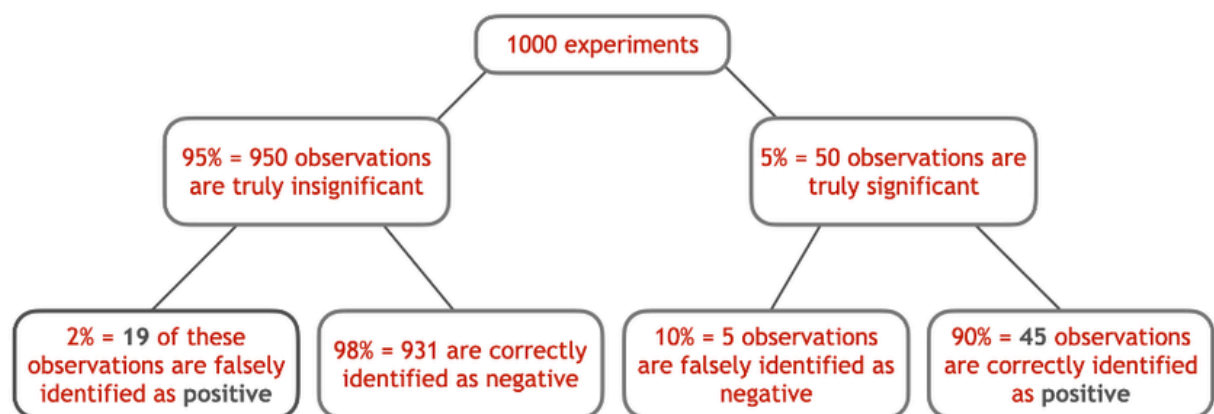 1000 experiments
95% = 950 observations
are truly insignificant
5% = 50 observations are
truly significant
2% = 19 of these
observations are falsely
identified as positive
98% = 931 are correctly
identified as negative
10% = 5 observations
are falsely identified as
negative
90% = 45 observations
are correctly identified
as positive